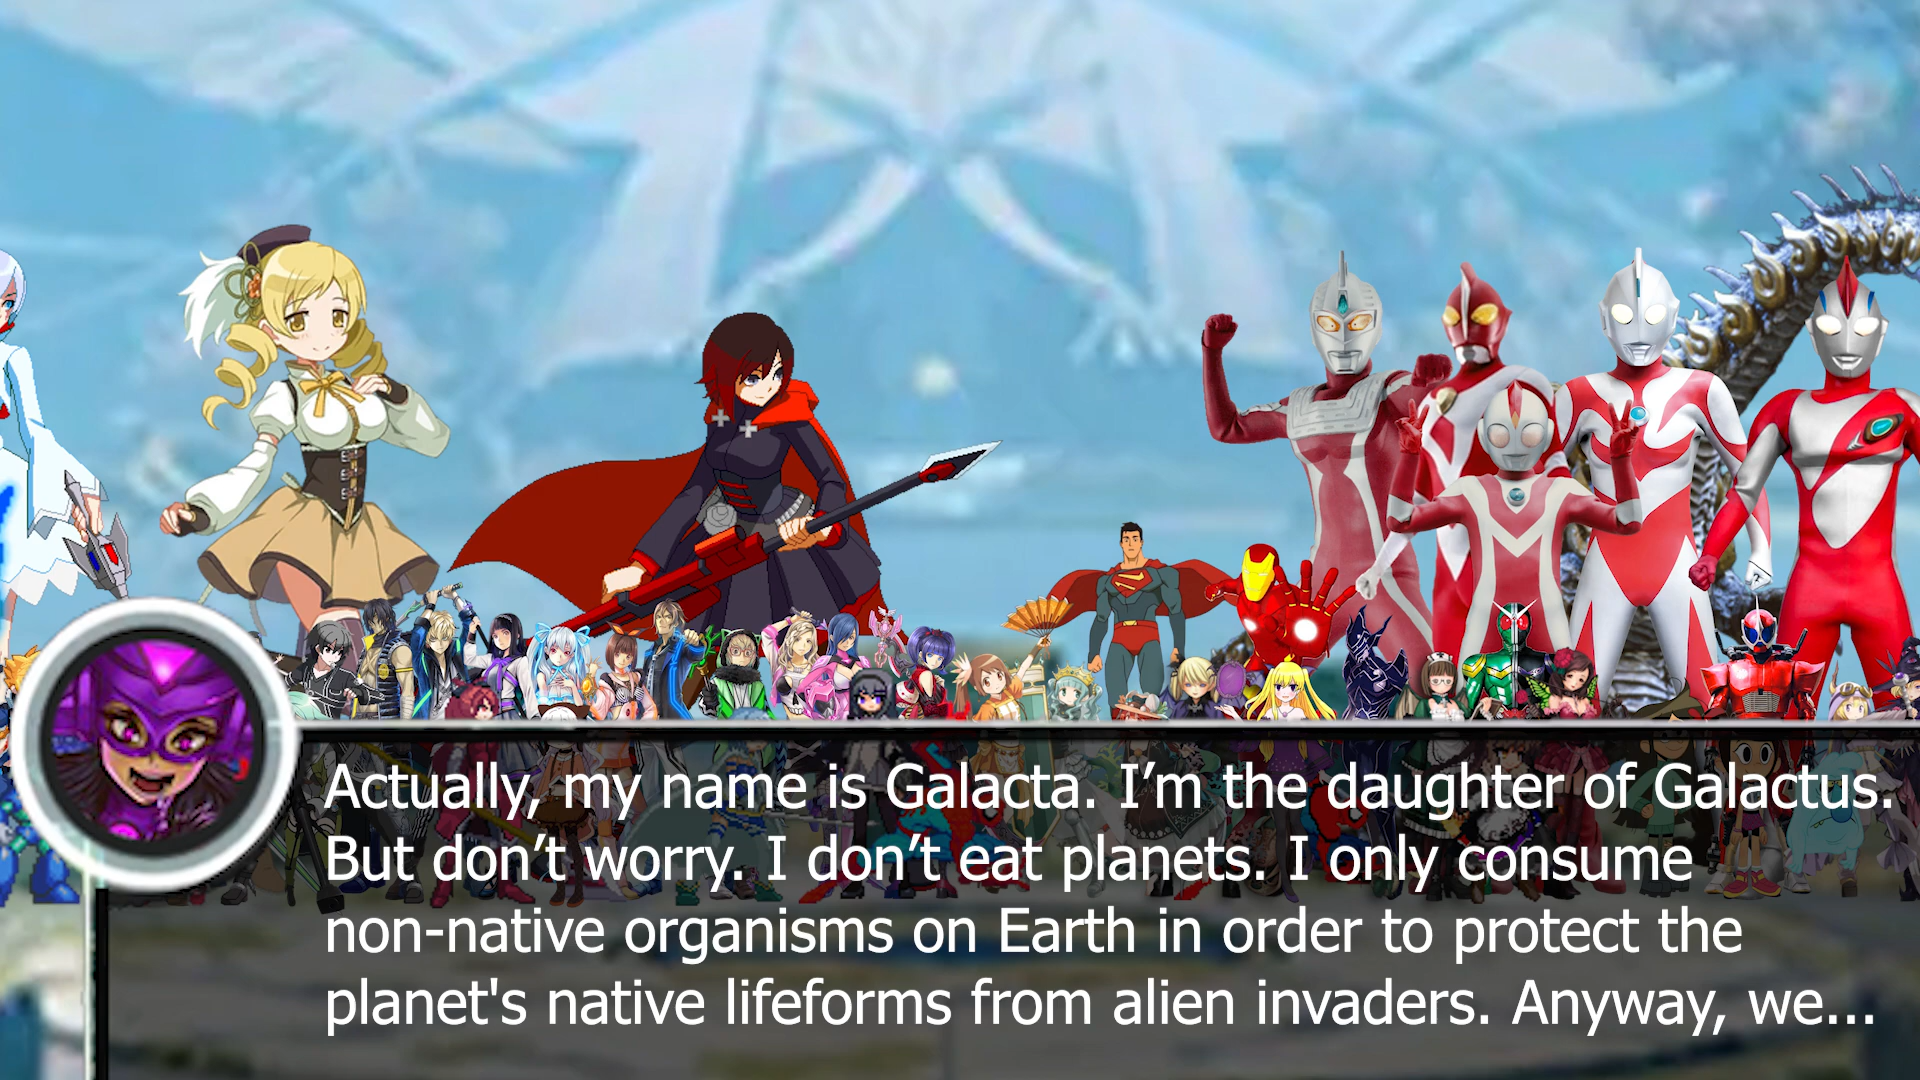 Actually, my name is Galacta. I’m the daughter of Galactus.
But don’t worry. I don’t eat planets. I only consume
non-native organisms on Earth in order to protect the
planet's native lifeforms from alien invaders. Anyway, we...